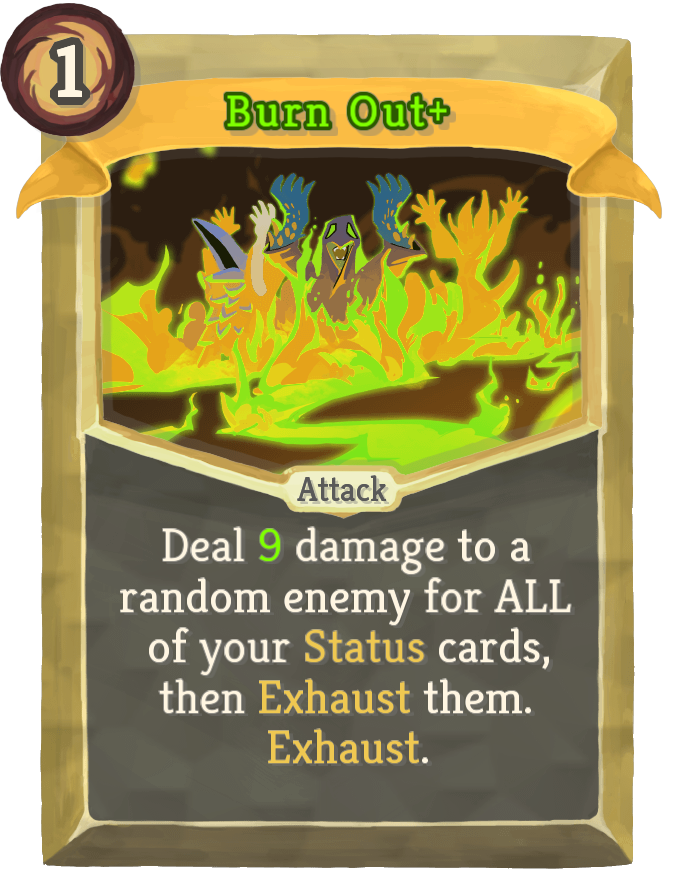 1
Burn Out+
Attack
Deal 9 damage to a
random enemy for ALL
of your Status cards,
then Exhaust them.
Exhaust.